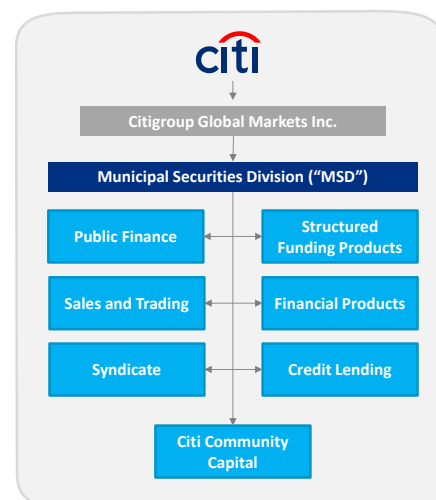 citi
Citigroup Global Markets Inc.
Municipal Securities Division (“MSD”)
Public Finance
Structured
Funding Products
Sales and Trading
Financial Products
Syndicate
Credit Lending
Citi Community
Capital